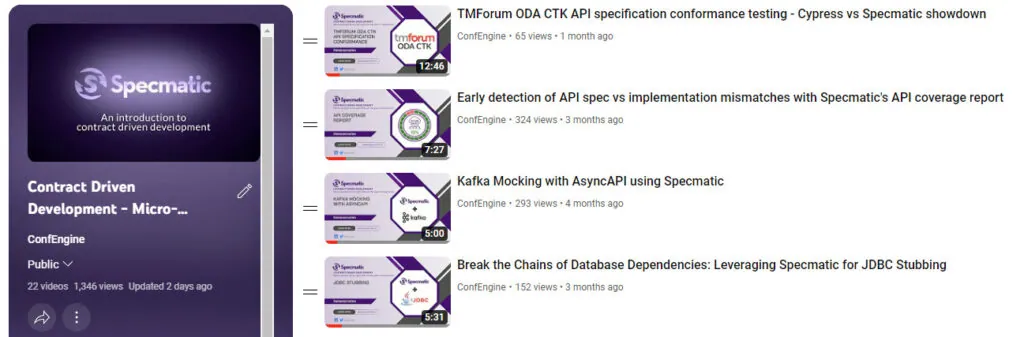 Specmatic
An introduction to
contract driven development
Contract Driven
Development - Micro-...
ConfEngine
Public
22 videos 1,346 views Updated 2 days ago
Specmatic
TMFORUM ODA CTK
API SPECIFICATION
CONFORMANCE
tmforum
ODA CTK
12:46
TMForum ODA CTK API specification conformance testing - Cypress vs Specmatic showdown
ConfEngine • 65 views • 1 month ago
Specmatic
API COVERAGE
REPORT
7:27
Early detection of API spec vs implementation mismatches with Specmatic's API coverage report
ConfEngine • 324 views • 3 months ago
Specmatic
KAFKA MOCKING
WITH ASYNCAPI
Specmatic
+
kafka
5:00
Kafka Mocking with AsyncAPI using Specmatic
ConfEngine • 293 views • 4 months ago
Specmatic
JDBC STUBBING
Specmatic
+
JDBC
5:31
Break the Chains of Database Dependencies: Leveraging Specmatic for JDBC Stubbing
ConfEngine • 152 views • 3 months ago